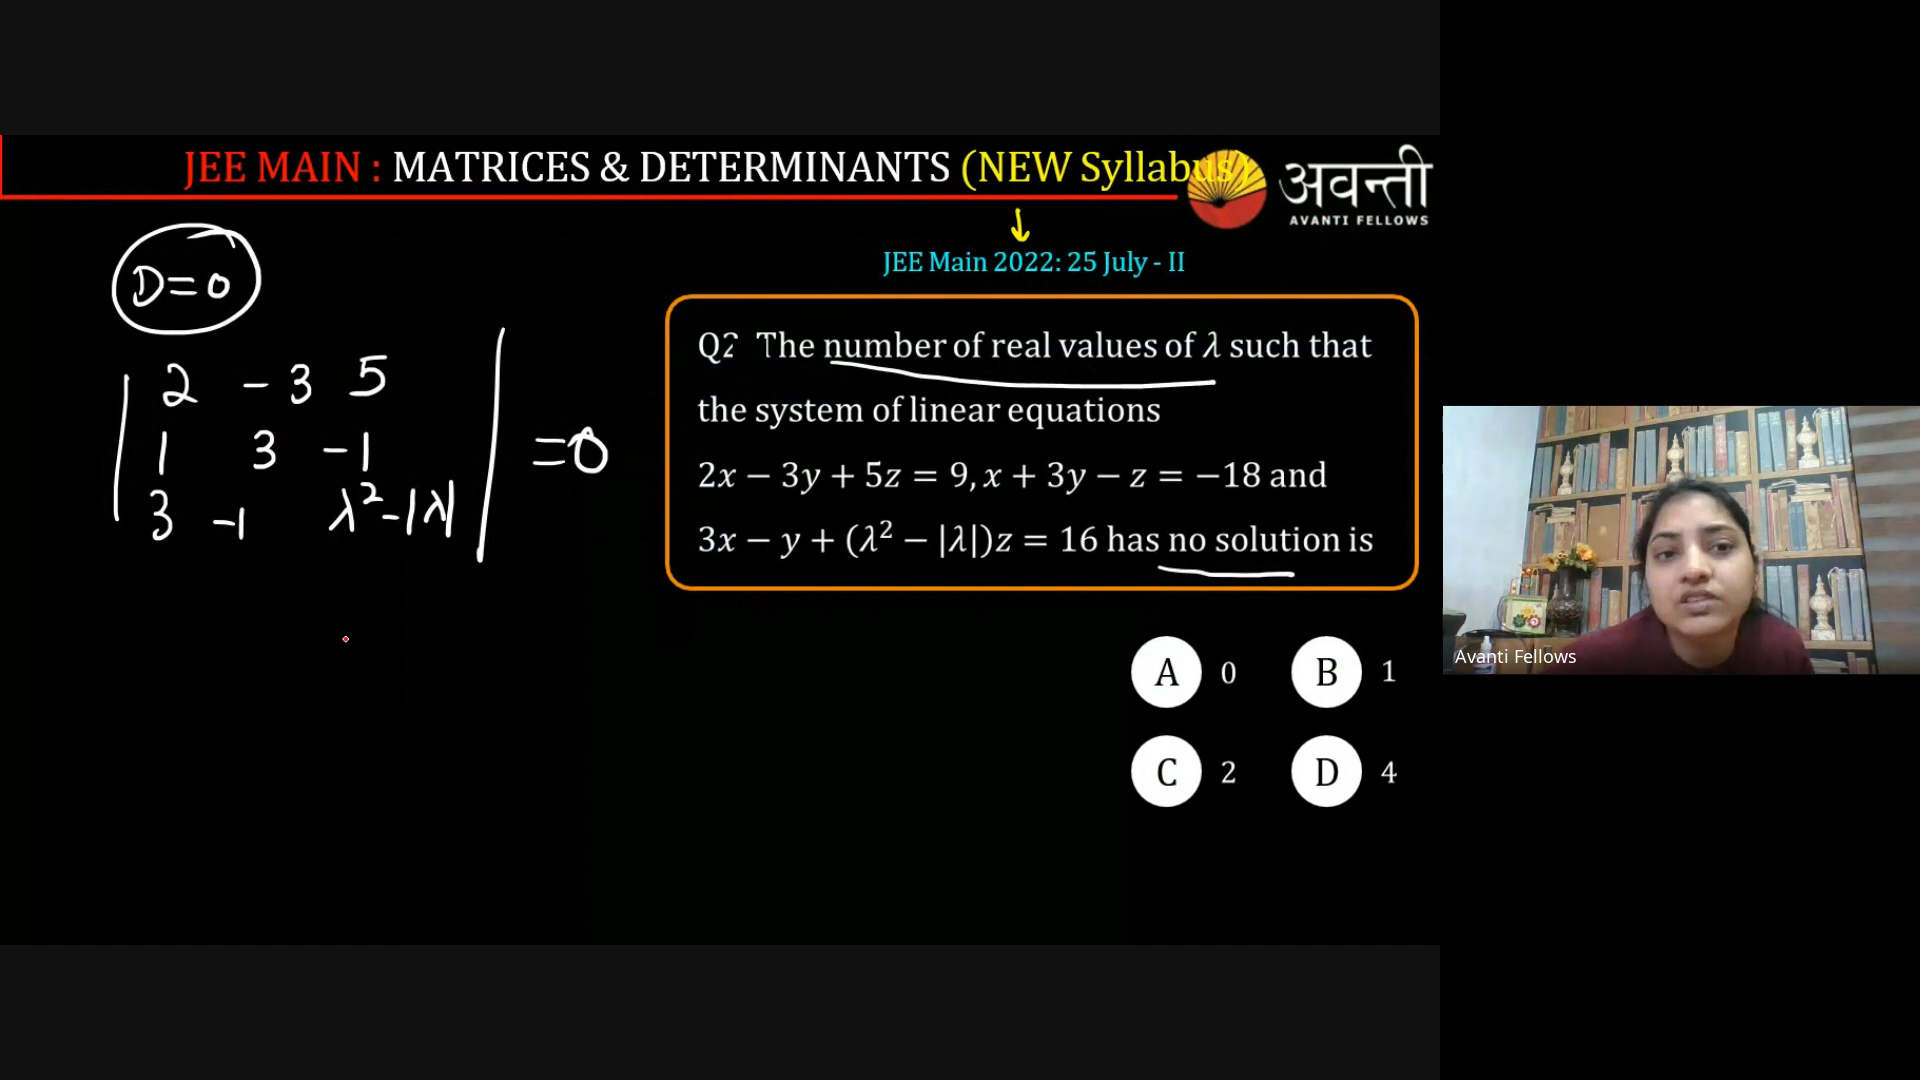 JEE MAIN : MATRICES & DETERMINANTS (NEW Syllabus)
अवन्ती
AVANTI FELLOWS
JEE Main 2022: 25 July - II
D=0
2 -3 5
1 3 -1
3 -1 λ²-|λ|
=0
Q2 The number of real values of λ such that
the system of linear equations
2x − 3y + 5z = 9, x + 3y − z = −18 and
3x − y + (λ² − |λ|)z = 16 has no solution is
A 0 B 1
C 2 D 4
Avanti Fellows